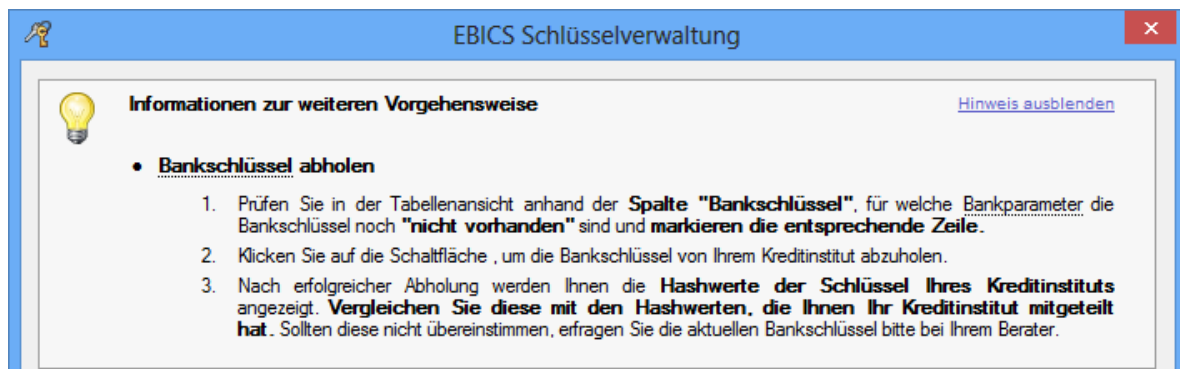 EBICS Schlüsselverwaltung
Informationen zur weiteren Vorgehensweise
Hinweis ausblenden
• Bankschlüssel abholen
1. Prüfen Sie in der Tabellenansicht anhand der Spalte "Bankschlüssel", für welche Bankparameter die
Bankschlüssel noch "nicht vorhanden" sind und markieren die entsprechende Zeile.
2. Klicken Sie auf die Schaltfläche , um die Bankschlüssel von Ihrem Kreditinstitut abzuholen.
3. Nach erfolgreicher Abholung werden Ihnen die Hashwerte der Schlüssel Ihres Kreditinstituts
angezeigt. Vergleichen Sie diese mit den Hashwerten, die Ihnen Ihr Kreditinstitut mitgeteilt
hat. Sollten diese nicht übereinstimmen, erfragen Sie die aktuellen Bankschlüssel bitte bei Ihrem Berater.